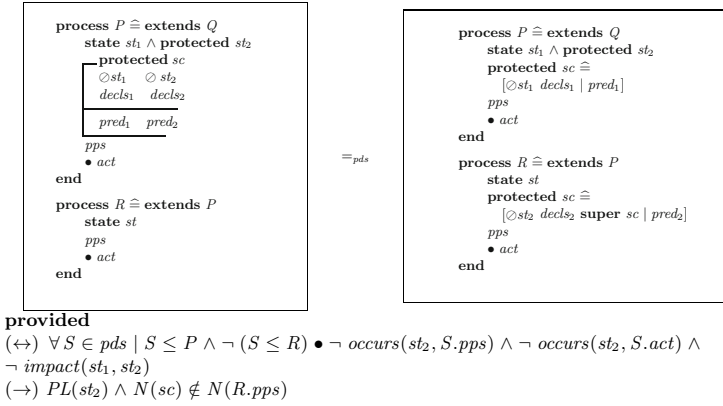 process P ≙ extends Q
state st₁ ∧ protected st₂
protected sc
⊘st₁ ⊘ st₂
decls₁ decls₂
pred₁ pred₂
pps
• act
end
process R ≙ extends P
state st
pps
• act
end
=pds
process P ≙ extends Q
state st₁ ∧ protected st₂
protected sc ≙
[⊘st₁ decls₁ | pred₁]
pps
• act
end
process R ≙ extends P
state st
protected sc ≙
[⊘st₂ decls₂ super sc | pred₂]
pps
• act
end
provided
(↔) ∀ S ∈ pds | S ≤ P ∧ ¬ (S ≤ R) • ¬ occurs(st₂, S.pps) ∧ ¬ occurs(st₂, S.act) ∧
¬ impact(st₁, st₂)
(→) PL(st₂) ∧ N(sc) ∉ N(R.pps)